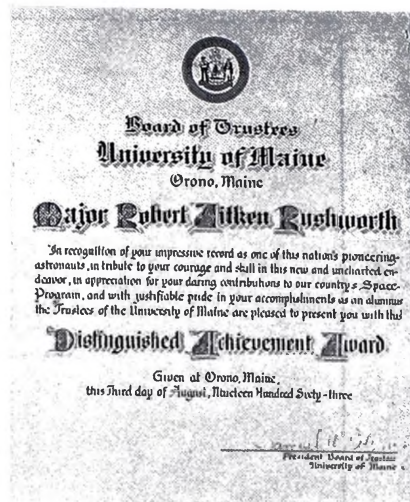 Board of Trustees
University of Maine
Orono, Maine
Major Robert Aitken Rushworth
In recognition of your impressive record as one of this nation's pioneering
astronauts, in tribute to your courage and skill in this new and uncharted en-
deavor, in appreciation for your daring contributions to our country's Space
Program, and with justifiable pride in your accomplishments as an alumnus
the Trustees of the University of Maine are pleased to present you with this
Distinguished Achievement Award
Given at Orono, Maine,
this Third day of August, Nineteen Hundred Sixty-three
President Board of Trustees
University of Maine